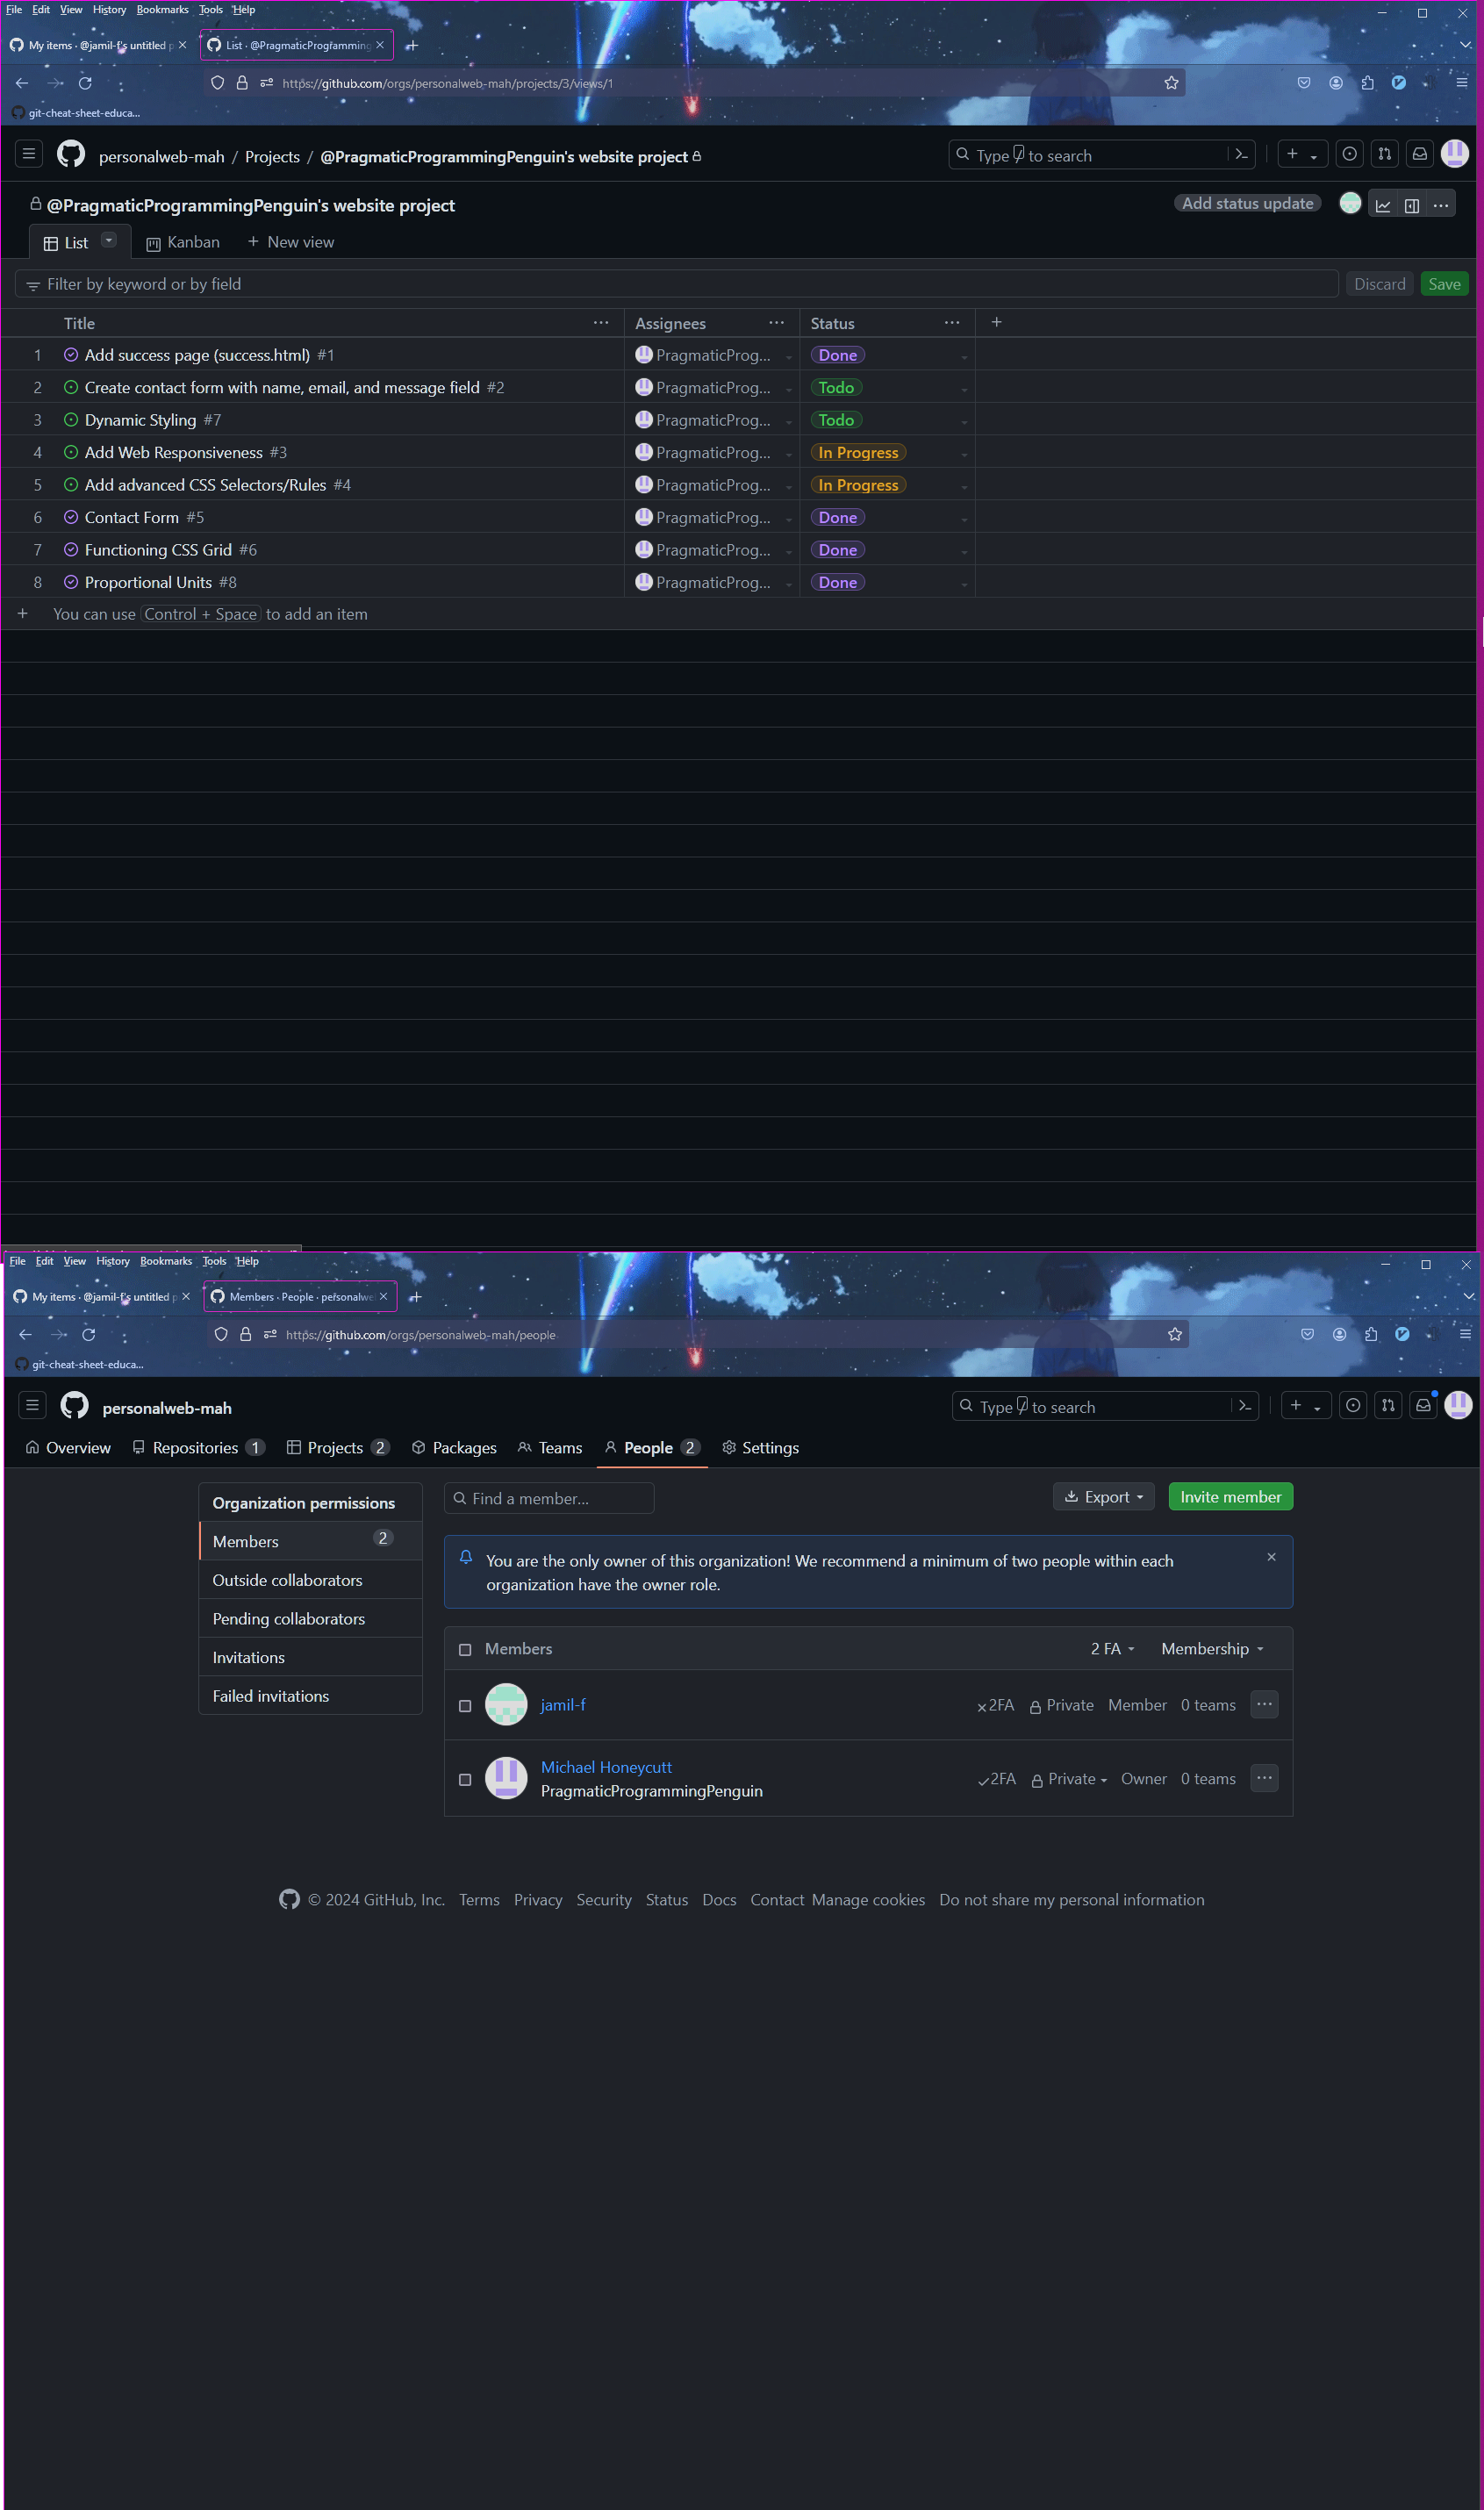 File Edit View History Bookmarks Tools Help
My items · @jamil-f's untitled p
List · @PragmaticProgramming
https://github.com/orgs/personalweb-mah/projects/3/views/1
git-cheat-sheet-educa...
personalweb-mah / Projects / @PragmaticProgrammingPenguin's website project
Type / to search
@PragmaticProgrammingPenguin's website project
Add status update
List Kanban + New view
Filter by keyword or by field
Discard Save
Title Assignees Status
1 Add success page (success.html) #1 PragmaticProg... Done
2 Create contact form with name, email, and message field #2 PragmaticProg... Todo
3 Dynamic Styling #7 PragmaticProg... Todo
4 Add Web Responsiveness #3 PragmaticProg... In Progress
5 Add advanced CSS Selectors/Rules #4 PragmaticProg... In Progress
6 Contact Form #5 PragmaticProg... Done
7 Functioning CSS Grid #6 PragmaticProg... Done
8 Proportional Units #8 PragmaticProg... Done
+ You can use Control + Space to add an item
File Edit View History Bookmarks Tools Help
My items · @jamil-f's untitled p
Members · People · personalwe
https://github.com/orgs/personalweb-mah/people
git-cheat-sheet-educa...
personalweb-mah
Type / to search
Overview Repositories 1 Projects 2 Packages Teams People 2 Settings
Organization permissions
Members 2
Outside collaborators
Pending collaborators
Invitations
Failed invitations
Find a member...
Export
Invite member
You are the only owner of this organization! We recommend a minimum of two people within each
organization have the owner role.
Members 2 FA Membership
jamil-f 2FA Private Member 0 teams
Michael Honeycutt
PragmaticProgrammingPenguin 2FA Private Owner 0 teams
© 2024 GitHub, Inc. Terms Privacy Security Status Docs Contact Manage cookies Do not share my personal information